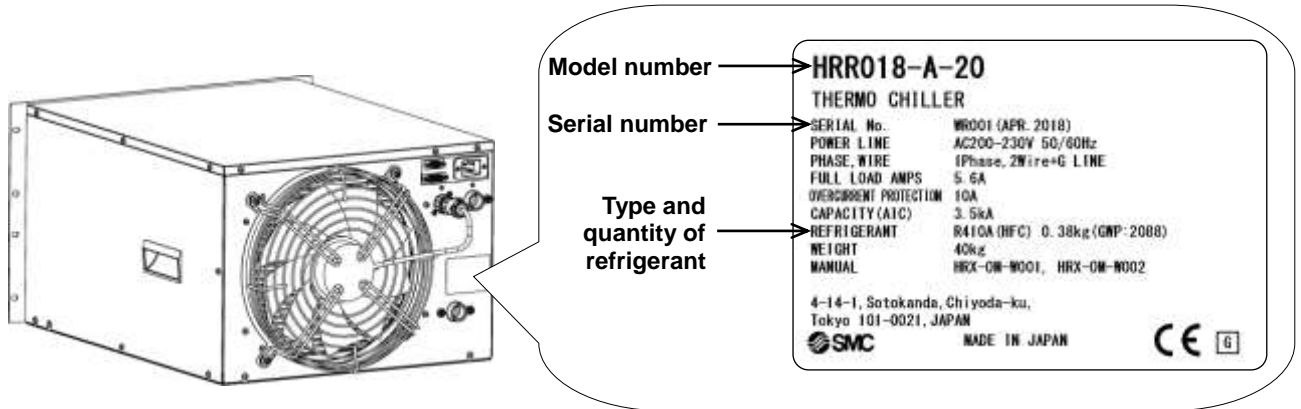 Model number
Serial number
Type and
quantity of
refrigerant
HRR018-A-20
THERMO CHILLER
SERIAL No. WR001(APR.2018)
POWER LINE AC200-230V 50/60Hz
PHASE,WIRE 1Phase,2Wire+G LINE
FULL LOAD AMPS 5.6A
OVERCURRENT PROTECTION 10A
CAPACITY(AIC) 3.5kA
REFRIGERANT R410A(HFC) 0.38kg(GWP:2088)
WEIGHT 40kg
MANUAL HRX-OM-W001, HRX-OM-W002
4-14-1, Sotokanda, Chiyoda-ku,
Tokyo 101-0021, JAPAN
SMC MADE IN JAPAN CE G